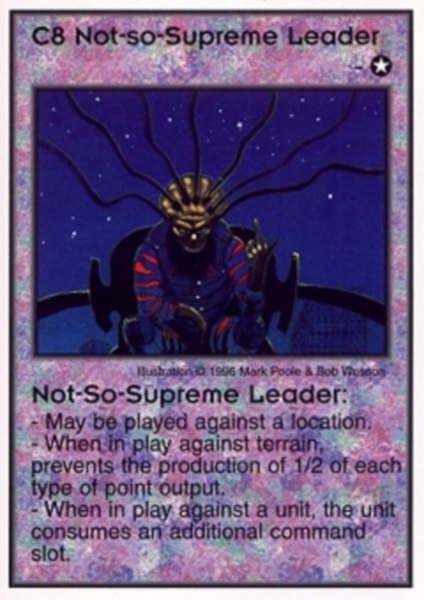 C8 Not-so-Supreme Leader
-
Illustration © 1996 Mark Poole & Bob Wesson
Not-So-Supreme Leader:
- May be played against a location.
- When in play against terrain,
prevents the production of 1/2 of each
type of point output.
- When in play against a unit, the unit
consumes an additional command
slot.